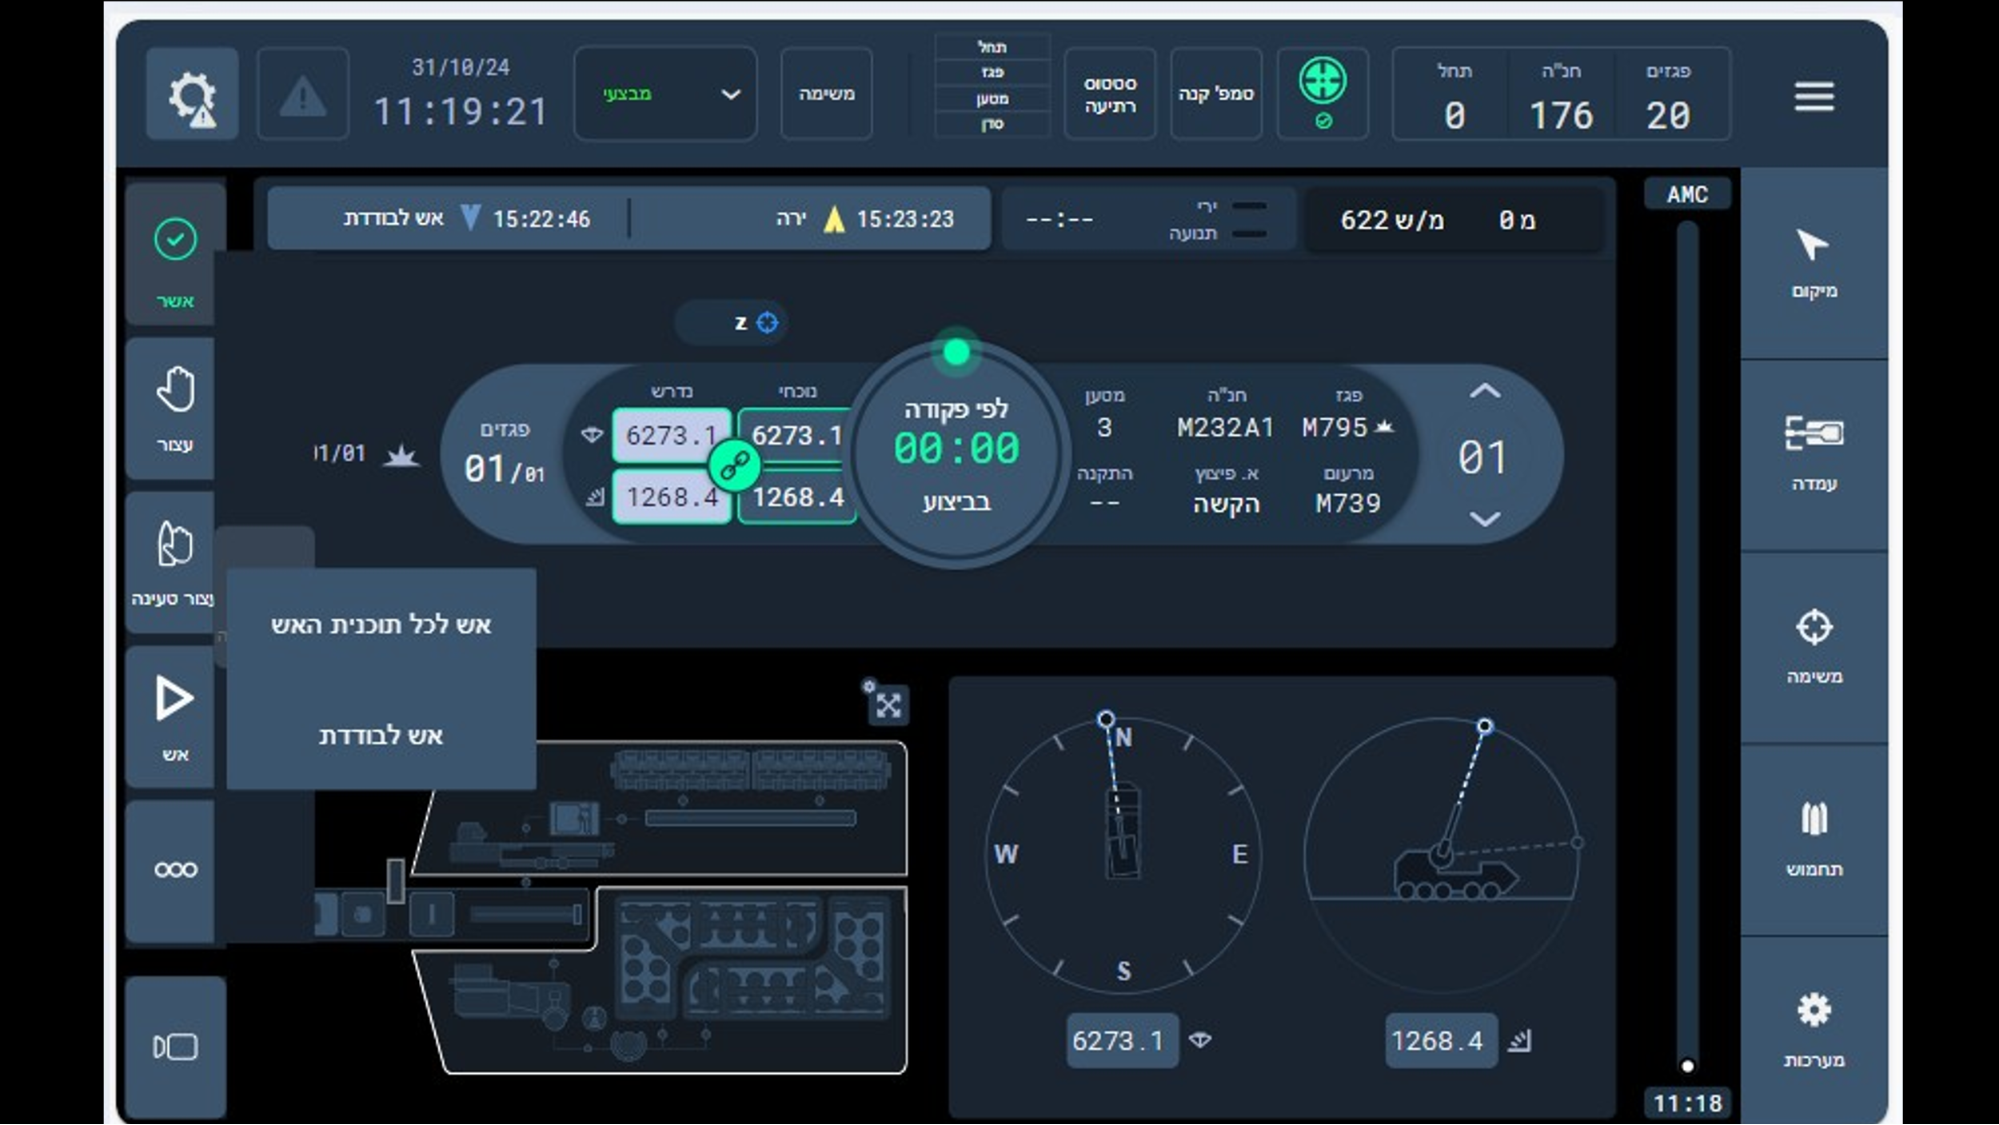 31/10/24
11:19:21
מבצעי
משימה
תחל
פגז
מטען
סדן
סטטוס
רתיעה
טמפ' קנה
תחל
0
חנ"ה
176
פגזים
20
AMC
אש לבודדת
15:22:46
ירה
15:23:23
--:--
ירי
תנועה
622 מ/ש
0 מ
אשר
עצור
עצור טעינה
אש
אש לכל תוכנית האש
אש לבודדת
z
01/01
פגזים
01/01
נדרש
נוכחי
6273.1
6273.1
1268.4
1268.4
לפי פקודה
00:00
בביצוע
פגז
M795
חנ"ה
M232A1
מטען
3
מרעום
M739
א. פיצוץ
הקשה
התקנה
--
01
N
W
E
S
6273.1
1268.4
11:18
מיקום
עמדה
משימה
תחמוש
מערכות